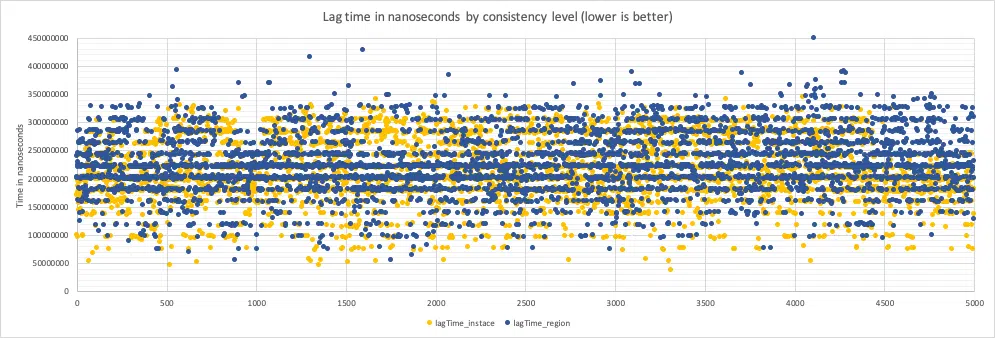 Lag time in nanoseconds by consistency level (lower is better)
Time in nanoseconds
450000000
400000000
350000000
300000000
250000000
200000000
150000000
100000000
50000000
0
0 500 1000 1500 2000 2500 3000 3500 4000 4500 5000
lagTime_instace lagTime_region